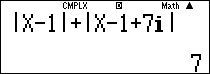 CMPLX D Math ▲
|X-1|+|X-1+7i|
7